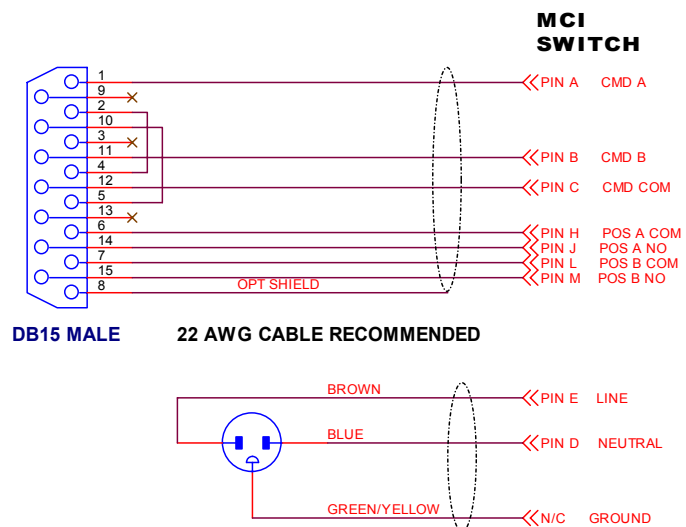 MCI
SWITCH
1
PIN A CMD A
9
2
10
3
11
PIN B CMD B
4
12
PIN C CMD COM
5
13
6
PIN H POS A COM
14
PIN J POS A NO
7
PIN L POS B COM
15
PIN M POS B NO
8
OPT SHIELD
DB15 MALE 22 AWG CABLE RECOMMENDED
BROWN
PIN E LINE
BLUE
PIN D NEUTRAL
GREEN/YELLOW
N/C GROUND